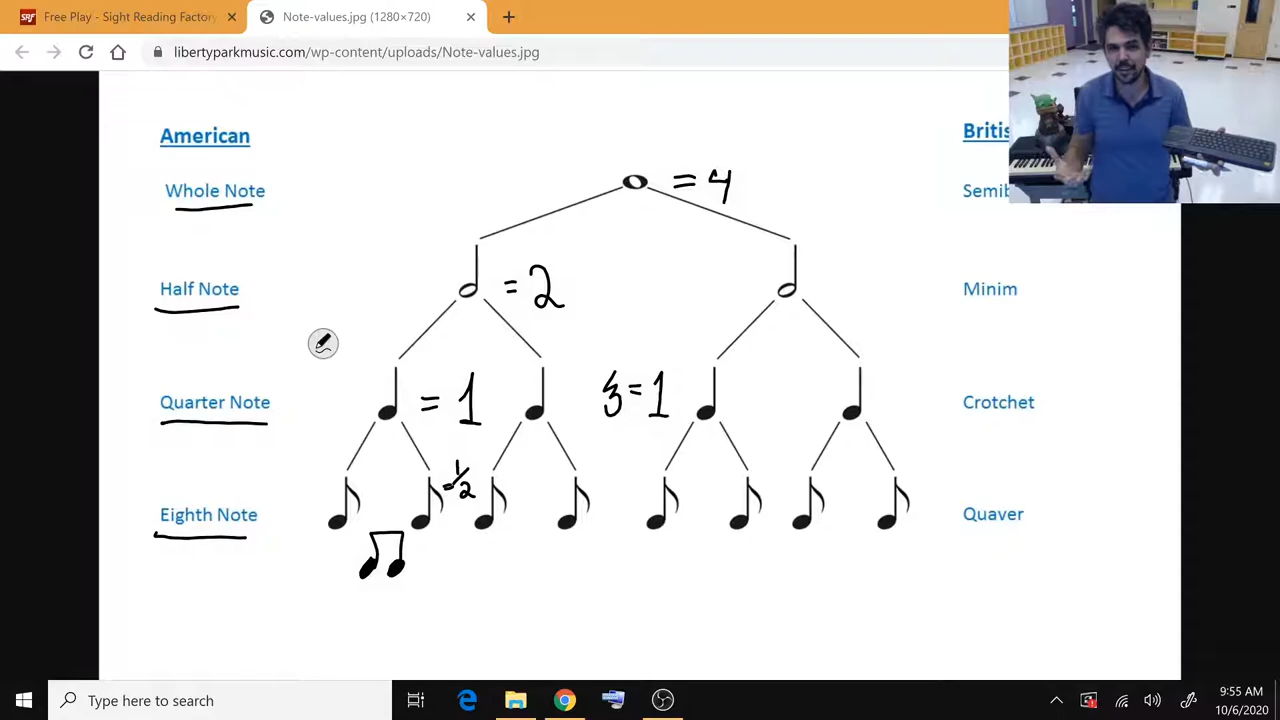 Free Play - Sight Reading Factory
Note-values.jpg (1280×720)
libertyparkmusic.com/wp-content/uploads/Note-values.jpg
American
Britis
Whole Note
= 4
Semib
Half Note
= 2
Minim
Quarter Note
= 1
= 1
Crotchet
= 1/2
Eighth Note
Quaver
Type here to search
9:55 AM
10/6/2020